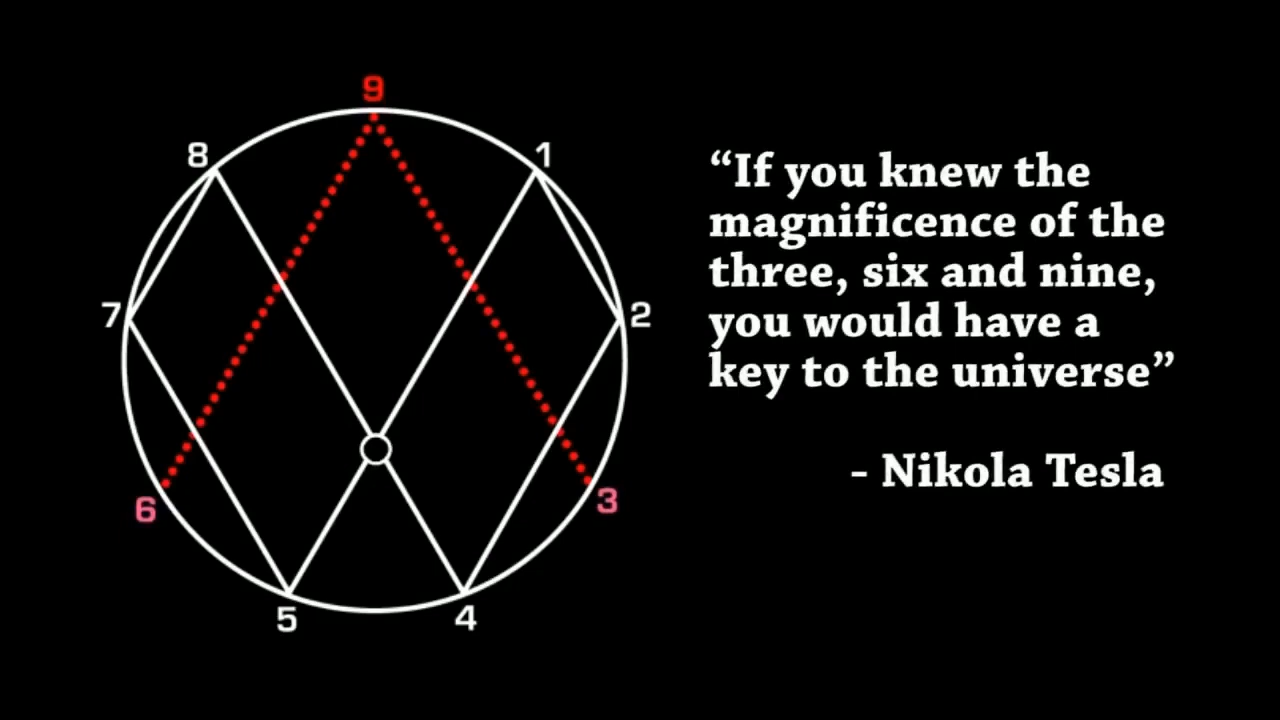 9
8
1
7
2
6
3
5
4
“If you knew the
magnificence of the
three, six and nine,
you would have a
key to the universe”
- Nikola Tesla